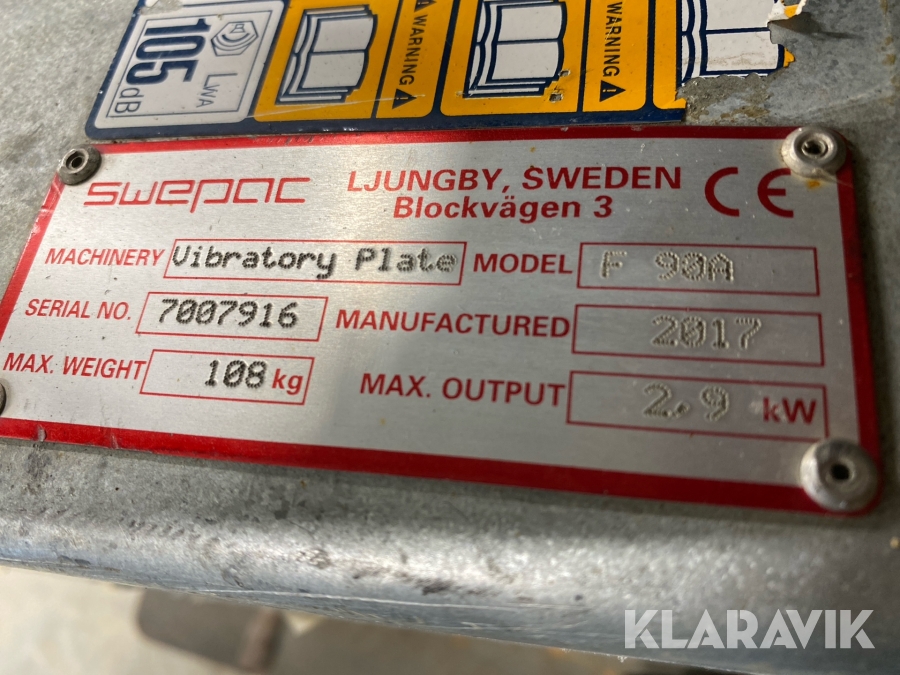 105 dB
LWA
WARNING
WARNING
swepac LJUNGBY, SWEDEN CE
Blockvägen 3
MACHINERY Vibratory Plate MODEL F 90A
SERIAL NO. 7007916 MANUFACTURED 2017
MAX. WEIGHT 108 kg MAX. OUTPUT 2.9 kW
KLARAVIK